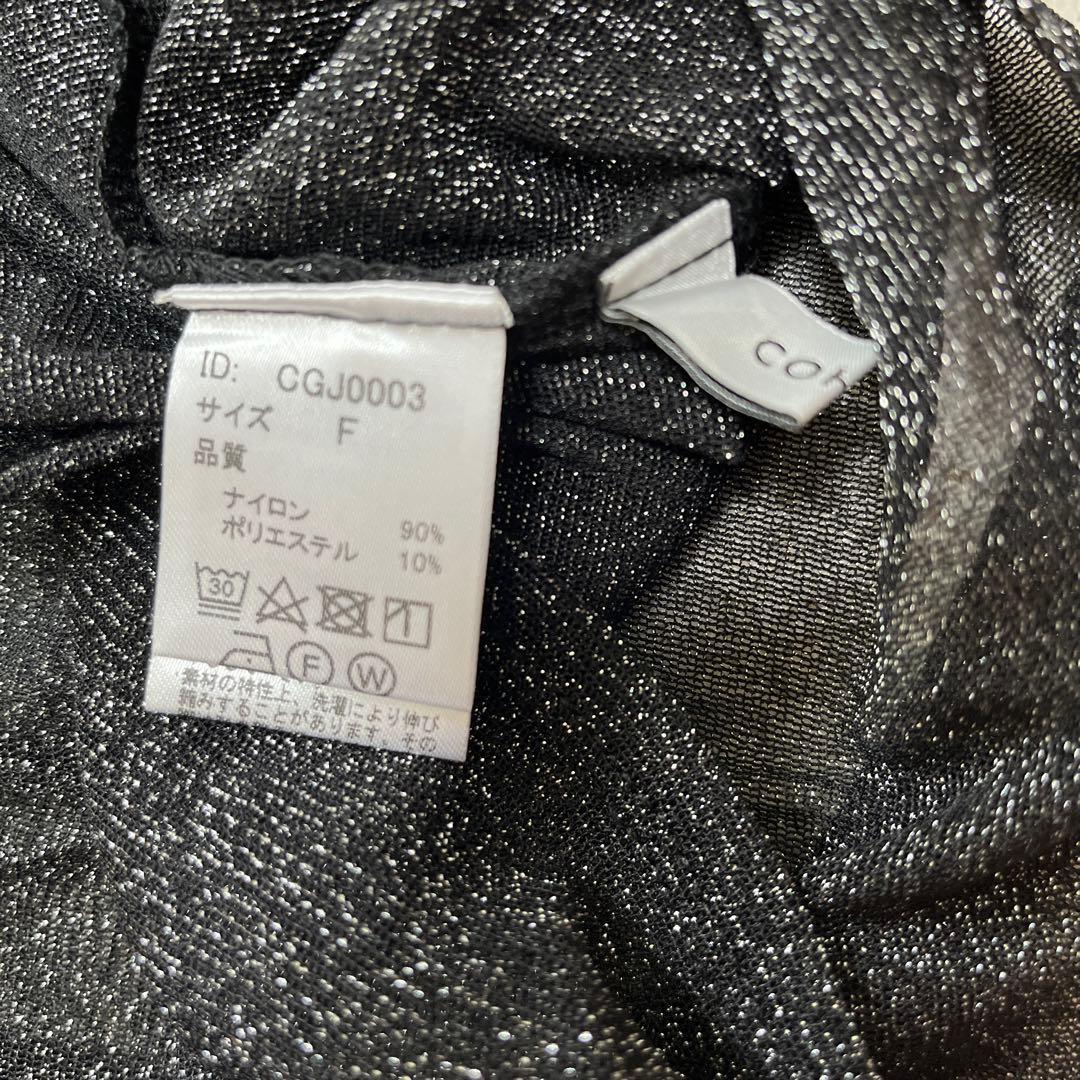 ID: CGJ0003
サイズ F
品質
ナイロン 90%
ポリエステル 10%
30
F W
素材の特性上、洗濯により伸び
縮みすることがあります。その
COH